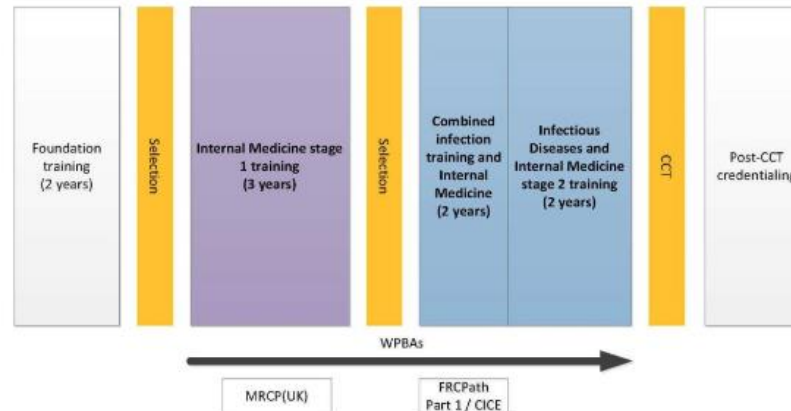 Foundation
training
(2 years)
Selection
Internal Medicine stage
1 training
(3 years)
Selection
Combined
infection
training and
Internal
Medicine
(2 years)
Infectious
Diseases and
Internal Medicine
stage 2 training
(2 years)
CCT
Post-CCT
credentialing
WPBAs
MRCP(UK)
FRCPath
Part 1 / CICE